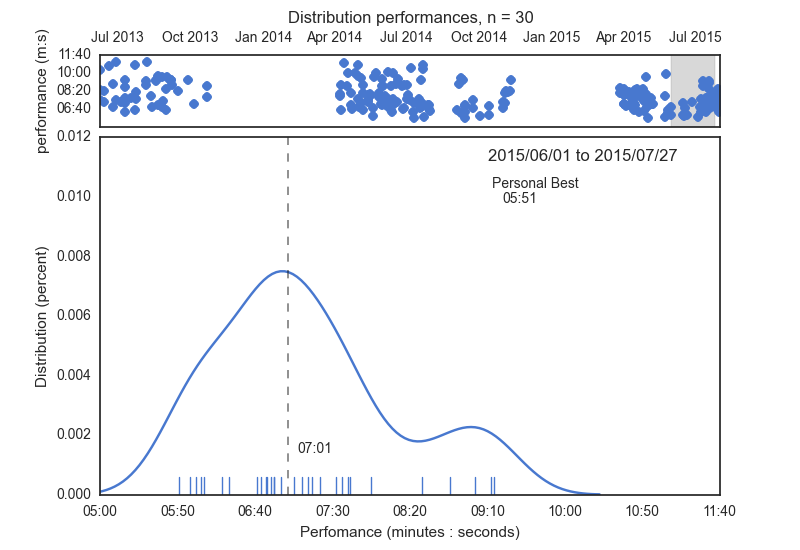 Distribution performances, n = 30
Jul 2013 Oct 2013 Jan 2014 Apr 2014 Jul 2014 Oct 2014 Jan 2015 Apr 2015 Jul 2015
performance (m:s)
11:40
10:00
08:20
06:40
Distribution (percent)
0.012
0.010
0.008
0.006
0.004
0.002
0.000
2015/06/01 to 2015/07/27
Personal Best
05:51
07:01
05:00 05:50 06:40 07:30 08:20 09:10 10:00 10:50 11:40
Perfomance (minutes : seconds)